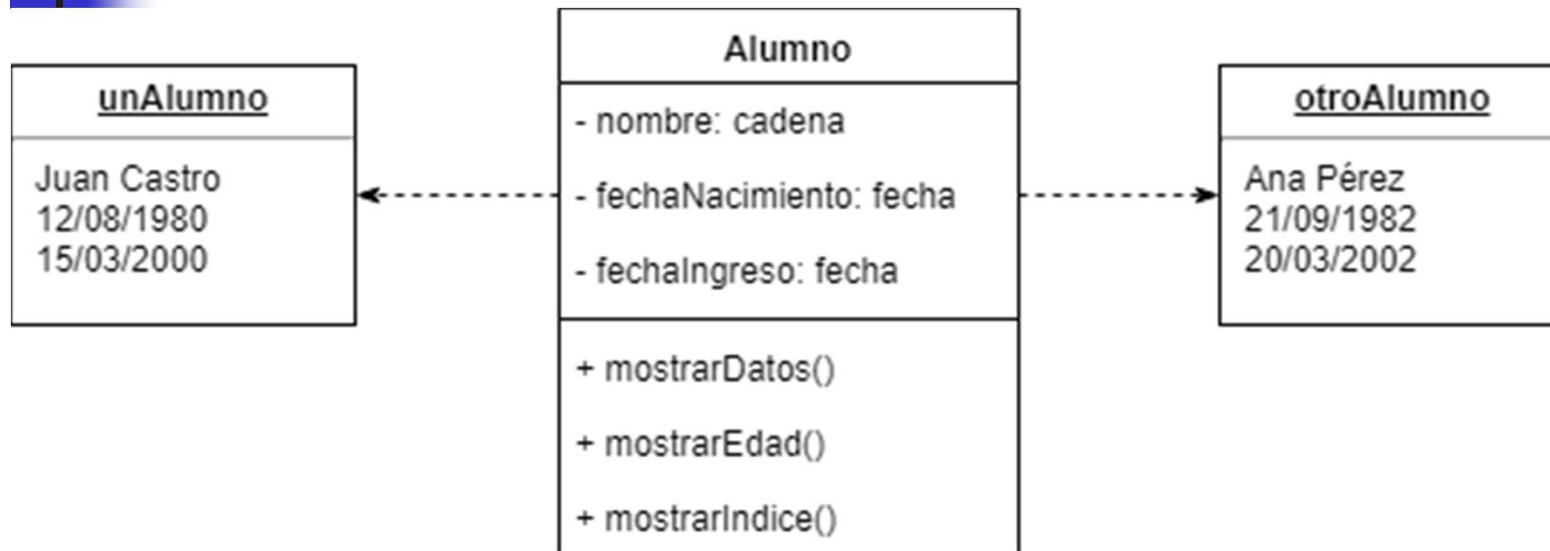 unAlumno
Juan Castro
12/08/1980
15/03/2000
Alumno
- nombre: cadena
- fechaNacimiento: fecha
- fechaIngreso: fecha
+ mostrarDatos()
+ mostrarEdad()
+ mostrarIndice()
otroAlumno
Ana Pérez
21/09/1982
20/03/2002